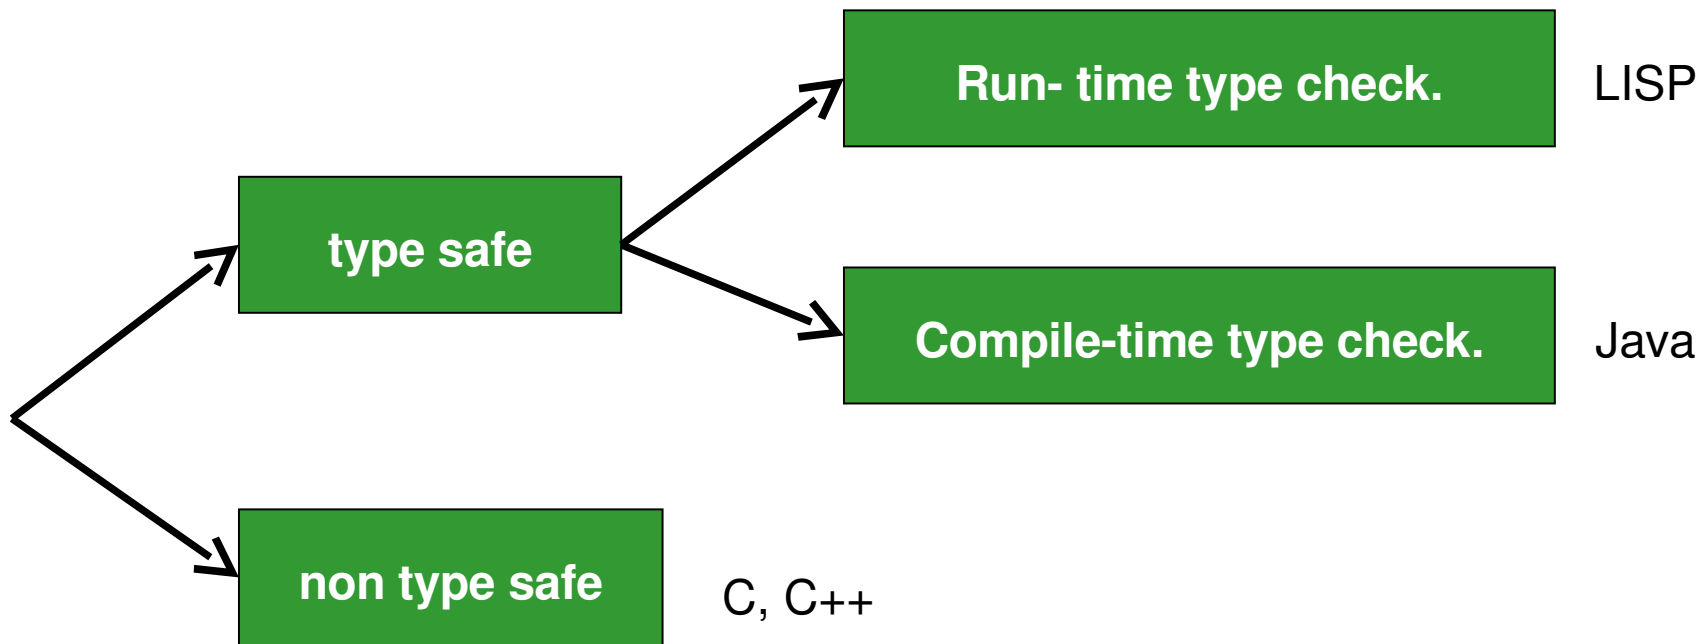 Run- time type check.
LISP
type safe
Compile-time type check.
Java
non type safe
C, C++